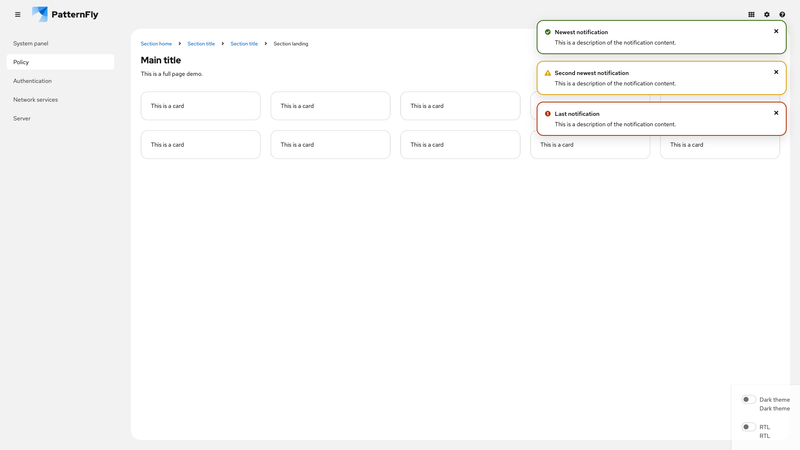 PatternFly
System panel
Policy
Authentication
Network services
Server
Section home
Section title
Section title
Section landing
Main title
This is a full page demo.
This is a card
This is a card
This is a card
This is a card
This is a card
This is a card
This is a card
This is a card
Newest notification
This is a description of the notification content.
Second newest notification
This is a description of the notification content.
Last notification
This is a description of the notification content.
Dark theme
Dark theme
RTL
RTL